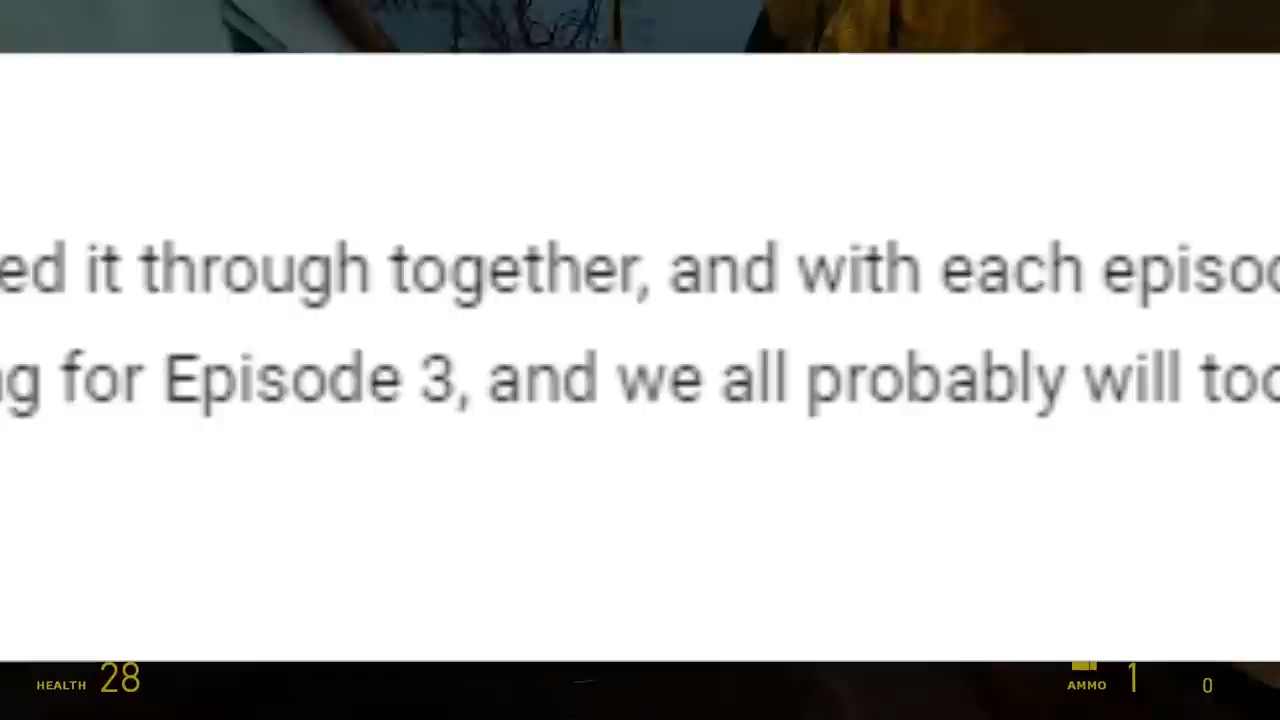 ed it through together, and with each episod
ng for Episode 3, and we all probably will too
HEALTH 28
AMMO 1 0